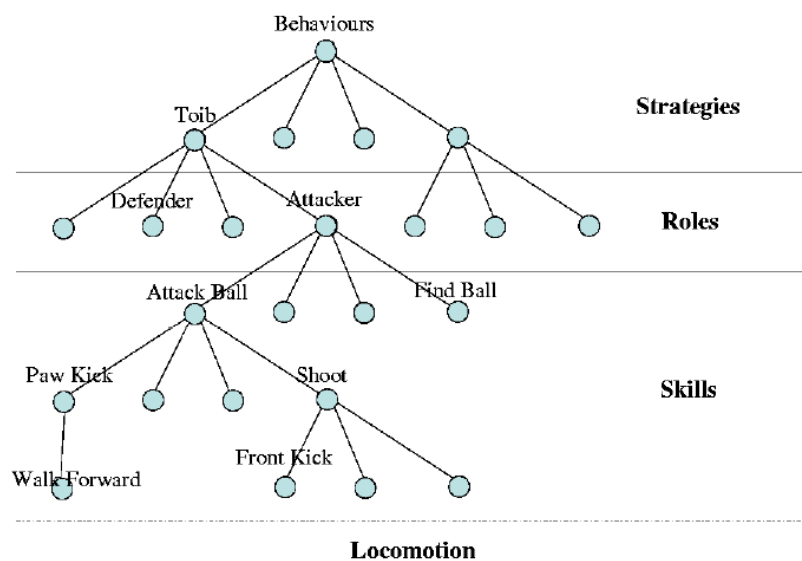 Behaviours
Strategies
Toib
Defender
Attacker
Roles
Attack Ball
Find Ball
Paw Kick
Shoot
Skills
Front Kick
Walk Forward
Locomotion